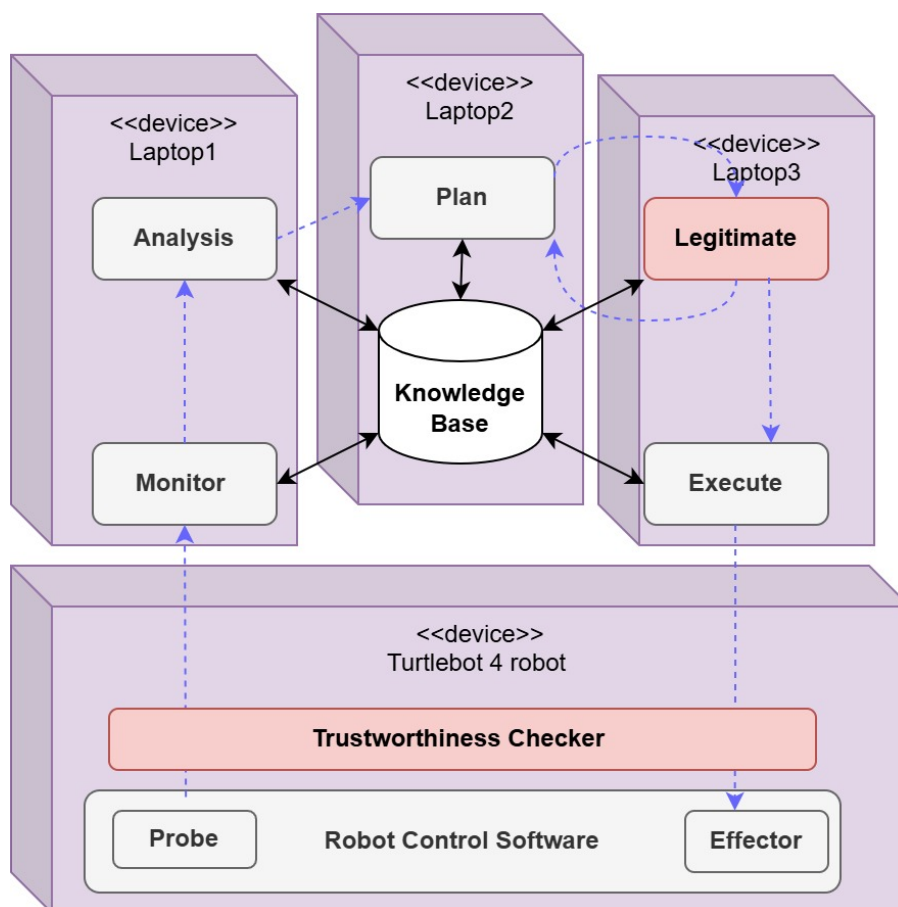 <<device>>
Laptop1
<<device>>
Laptop2
<<device>>
Laptop3
Analysis
Plan
Legitimate
Knowledge
Base
Monitor
Execute
<<device>>
Turtlebot 4 robot
Trustworthiness Checker
Probe
Robot Control Software
Effector